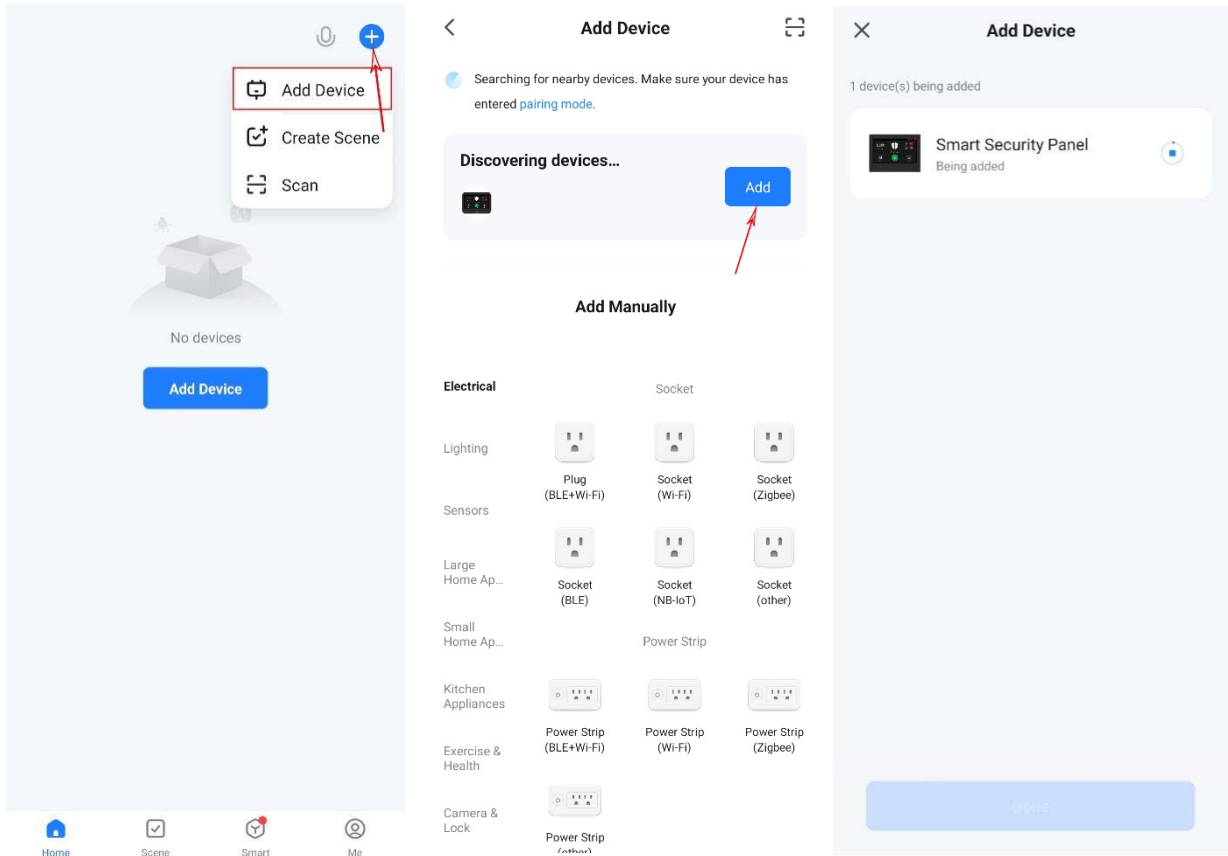 Add Device
Create Scene
Scan
No devices
Add Device
Home
Scene
Smart
Me
Add Device
Searching for nearby devices. Make sure your device has
entered pairing mode.
Discovering devices...
Add
Add Manually
Electrical
Lighting
Sensors
Large
Home Ap...
Small
Home Ap...
Kitchen
Appliances
Exercise &
Health
Camera &
Lock
Socket
Plug
(BLE+Wi-Fi)
Socket
(Wi-Fi)
Socket
(Zigbee)
Socket
(BLE)
Socket
(NB-IoT)
Socket
(other)
Power Strip
Power Strip
(BLE+Wi-Fi)
Power Strip
(Wi-Fi)
Power Strip
(Zigbee)
Power Strip
(other)
Add Device
1 device(s) being added
Smart Security Panel
Being added
Done